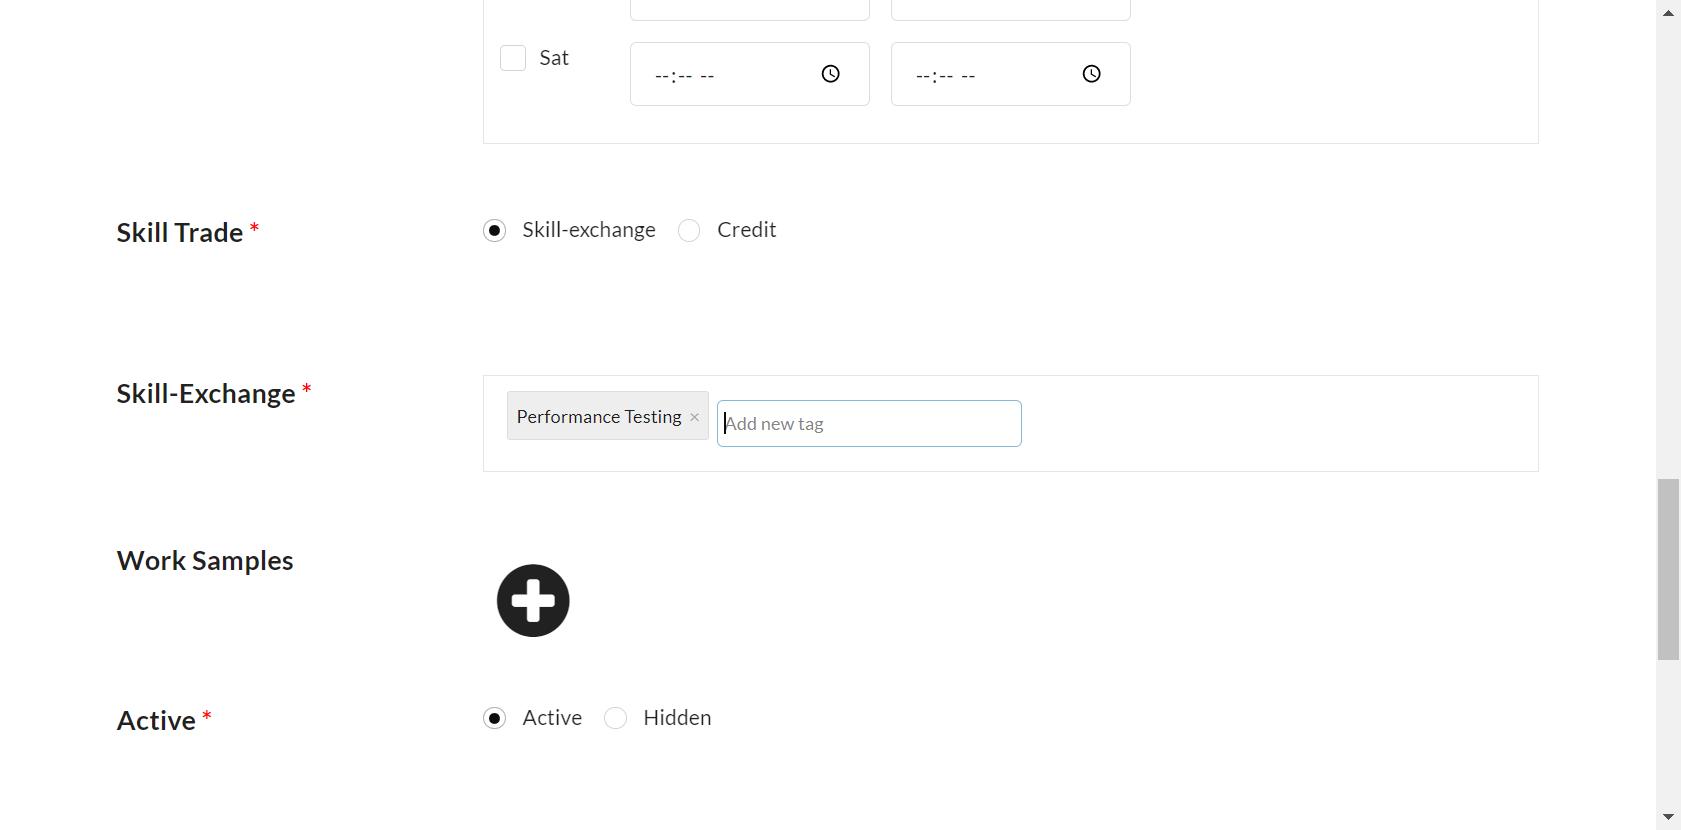 Sat --:-- -- --:-- --
Skill Trade * Skill-exchange Credit
Skill-Exchange * Performance Testing × Add new tag
Work Samples
Active * Active Hidden